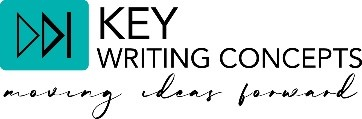 KEY
WRITING CONCEPTS
moving ideas forward